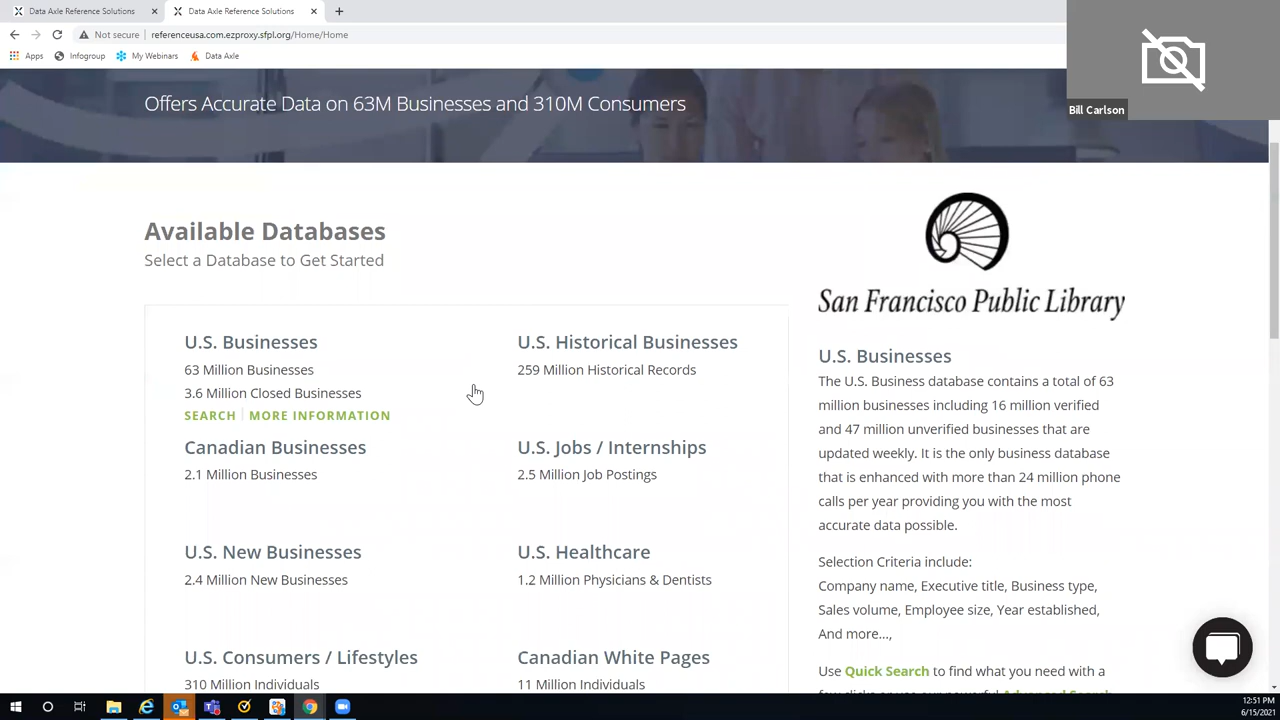 Data Axle Reference Solutions
Data Axle Reference Solutions
Not secure
referenceusa.com.ezproxy.sfpl.org/Home/Home
Apps
Infogroup
My Webinars
Data Axle
Bill Carlson
Offers Accurate Data on 63M Businesses and 310M Consumers
Available Databases
Select a Database to Get Started
U.S. Businesses
63 Million Businesses
3.6 Million Closed Businesses
SEARCH | MORE INFORMATION
U.S. Historical Businesses
259 Million Historical Records
Canadian Businesses
2.1 Million Businesses
U.S. Jobs / Internships
2.5 Million Job Postings
U.S. New Businesses
2.4 Million New Businesses
U.S. Healthcare
1.2 Million Physicians & Dentists
U.S. Consumers / Lifestyles
310 Million Individuals
Canadian White Pages
11 Million Individuals
San Francisco Public Library
U.S. Businesses
The U.S. Business database contains a total of 63
million businesses including 16 million verified
and 47 million unverified businesses that are
updated weekly. It is the only business database
that is enhanced with more than 24 million phone
calls per year providing you with the most
accurate data possible.
Selection Criteria include:
Company name, Executive title, Business type,
Sales volume, Employee size, Year established,
And more...,
Use Quick Search to find what you need with a
few clicks or use our powerful Advanced Search
12:51 PM
6/15/2021